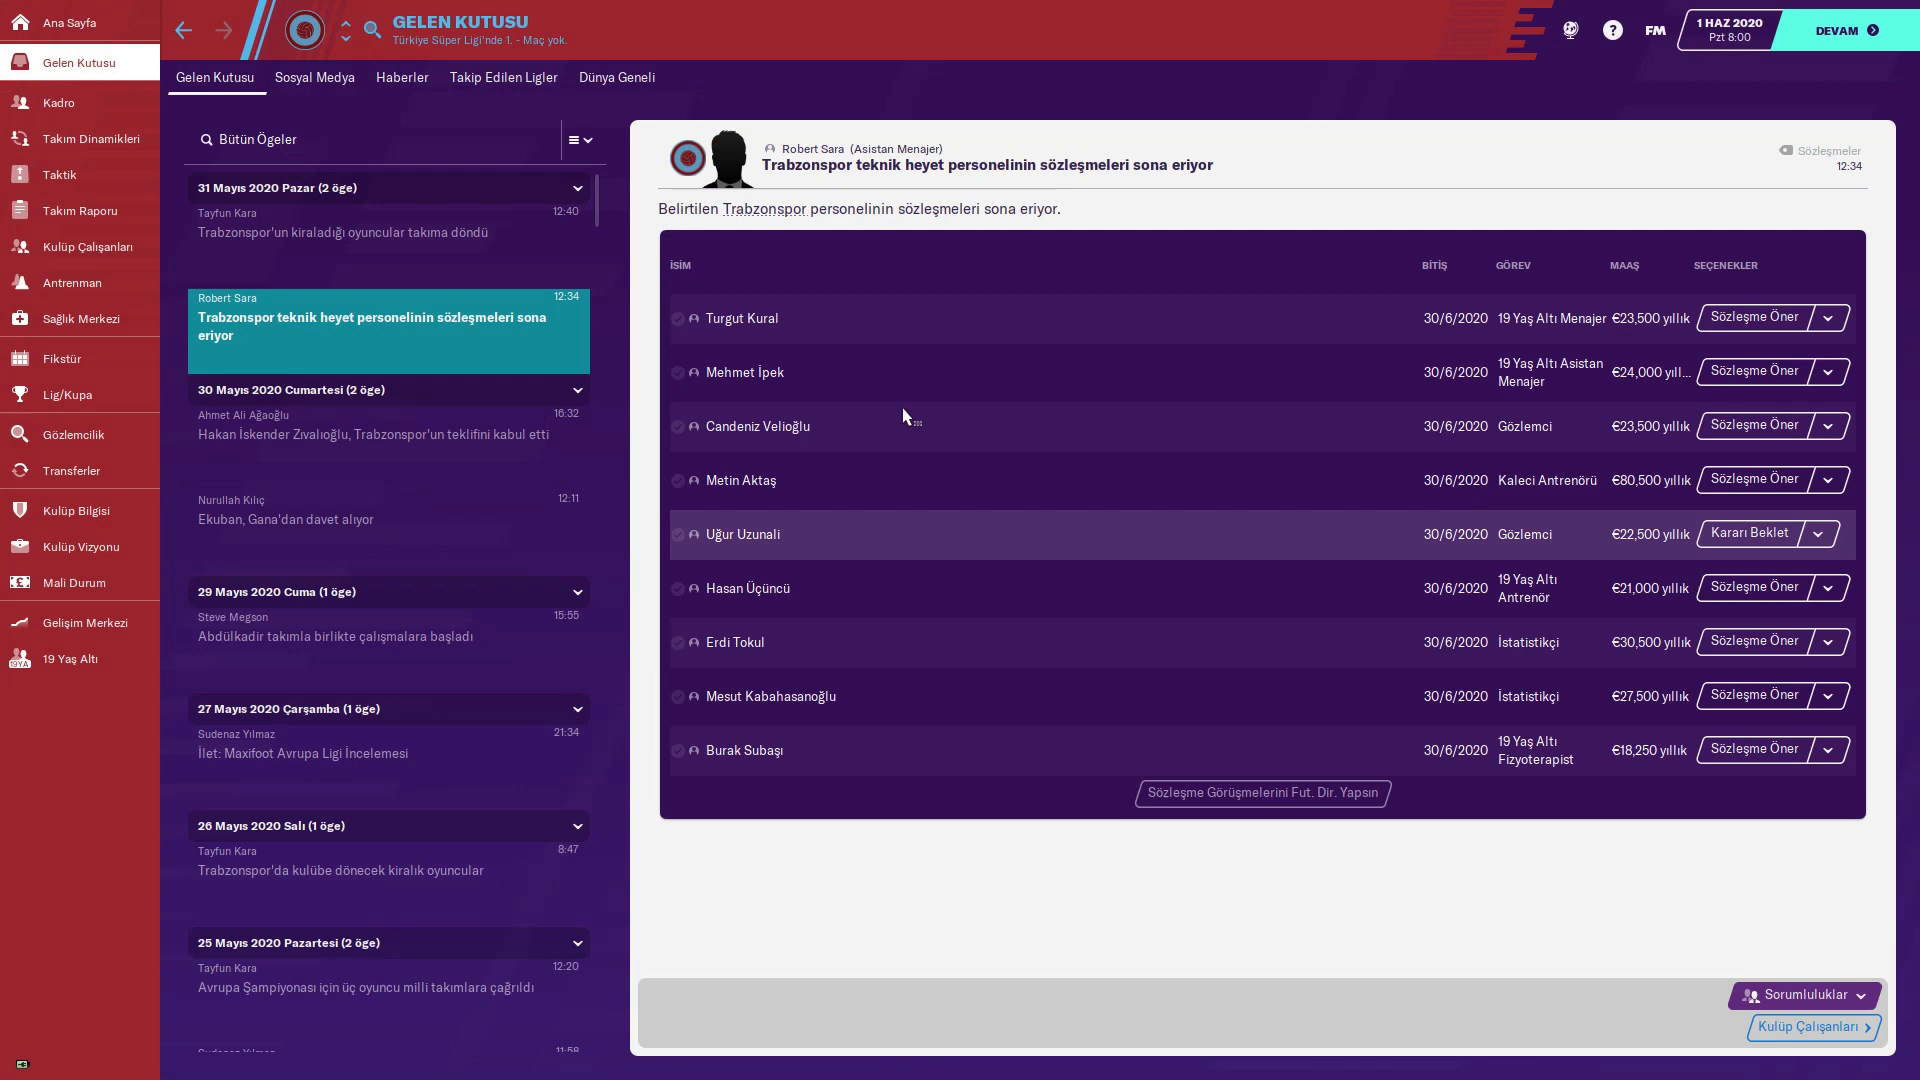 Ana Sayfa
Gelen Kutusu
Kadro
Takım Dinamikleri
Taktik
Takım Raporu
Kulüp Çalışanları
Antrenman
Sağlık Merkezi
Fikstür
Lig/Kupa
Gözlemcilik
Transferler
Kulüp Bilgisi
Kulüp Vizyonu
Mali Durum
Gelişim Merkezi
19YA
19 Yaş Altı
GELEN KUTUSU
Türkiye Süper Ligi'nde 1. - Maç yok.
?
FM
1 HAZ 2020
Pzt 8:00
DEVAM
Gelen Kutusu
Sosyal Medya
Haberler
Takip Edilen Ligler
Dünya Geneli
Bütün Ögeler
31 Mayıs 2020 Pazar (2 öge)
Tayfun Kara 12:40
Trabzonspor'un kiraladığı oyuncular takıma döndü
Robert Sara 12:34
Trabzonspor teknik heyet personelinin sözleşmeleri sona
eriyor
30 Mayıs 2020 Cumartesi (2 öge)
Ahmet Ali Ağaoğlu 16:32
Hakan İskender Zıvalıoğlu, Trabzonspor'un teklifini kabul etti
Nurullah Kılıç 12:11
Ekuban, Gana'dan davet alıyor
29 Mayıs 2020 Cuma (1 öge)
Steve Megson 15:55
Abdülkadir takımla birlikte çalışmalara başladı
27 Mayıs 2020 Çarşamba (1 öge)
Sudenaz Yılmaz 21:34
İlet: Maxifoot Avrupa Ligi İncelemesi
26 Mayıs 2020 Salı (1 öge)
Tayfun Kara 8:47
Trabzonspor'da kulübe dönecek kiralık oyuncular
25 Mayıs 2020 Pazartesi (2 öge)
Tayfun Kara 12:20
Avrupa Şampiyonası için üç oyuncu milli takımlara çağrıldı
Sudenaz Yılmaz 11:58
Robert Sara (Asistan Menajer)
Trabzonspor teknik heyet personelinin sözleşmeleri sona eriyor
Sözleşmeler
12:34
Belirtilen Trabzonspor personelinin sözleşmeleri sona eriyor.
İSİM BİTİŞ GÖREV MAAŞ SEÇENEKLER
Turgut Kural 30/6/2020 19 Yaş Altı Menajer €23,500 yıllık Sözleşme Öner
Mehmet İpek 30/6/2020 19 Yaş Altı Asistan Menajer €24,000 yıll... Sözleşme Öner
Candeniz Velioğlu 30/6/2020 Gözlemci €23,500 yıllık Sözleşme Öner
Metin Aktaş 30/6/2020 Kaleci Antrenörü €80,500 yıllık Sözleşme Öner
Uğur Uzunali 30/6/2020 Gözlemci €22,500 yıllık Kararı Beklet
Hasan Üçüncü 30/6/2020 19 Yaş Altı Antrenör €21,000 yıllık Sözleşme Öner
Erdi Tokul 30/6/2020 İstatistikçi €30,500 yıllık Sözleşme Öner
Mesut Kabahasanoğlu 30/6/2020 İstatistikçi €27,500 yıllık Sözleşme Öner
Burak Subaşı 30/6/2020 19 Yaş Altı Fizyoterapist €18,250 yıllık Sözleşme Öner
Sözleşme Görüşmelerini Fut. Dir. Yapsın
Sorumluluklar
Kulüp Çalışanları